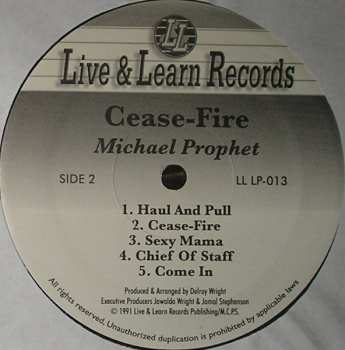 LL
Live & Learn Records
Cease-Fire
Michael Prophet
SIDE 2 LL LP-013
1. Haul And Pull
2. Cease-Fire
3. Sexy Mama
4. Chief Of Staff
5. Come In
Produced & Arranged by Delroy Wright
Executive Producers Jawalda Wright & Jamal Stephenson
© 1991 Live & Learn Records Publishing/M.C.P.S.
All rights reserved. Unauthorized duplication is prohibited by applicable laws